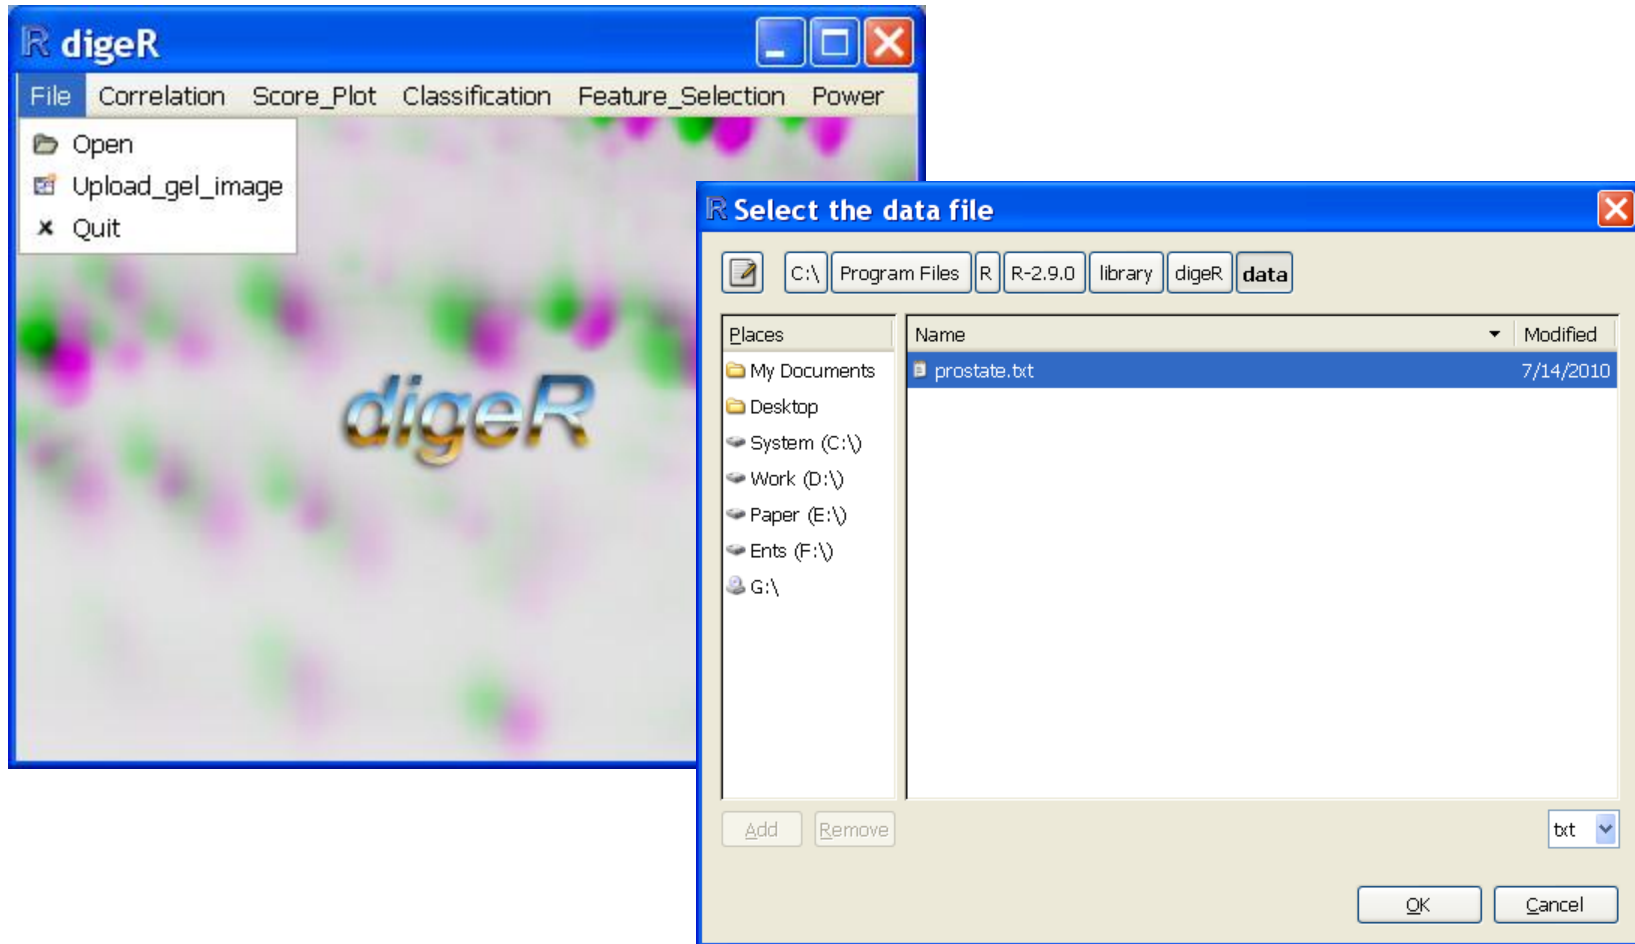 R digeR
File Correlation Score_Plot Classification Feature_Selection Power
Open
Upload_gel_image
Quit
digeR
R Select the data file
C:\ Program Files R R-2.9.0 library digeR data
Places Name Modified
My Documents prostate.txt 7/14/2010
Desktop
System (C:\)
Work (D:\)
Paper (E:\)
Ents (F:\)
G:\
Add Remove txt
OK Cancel